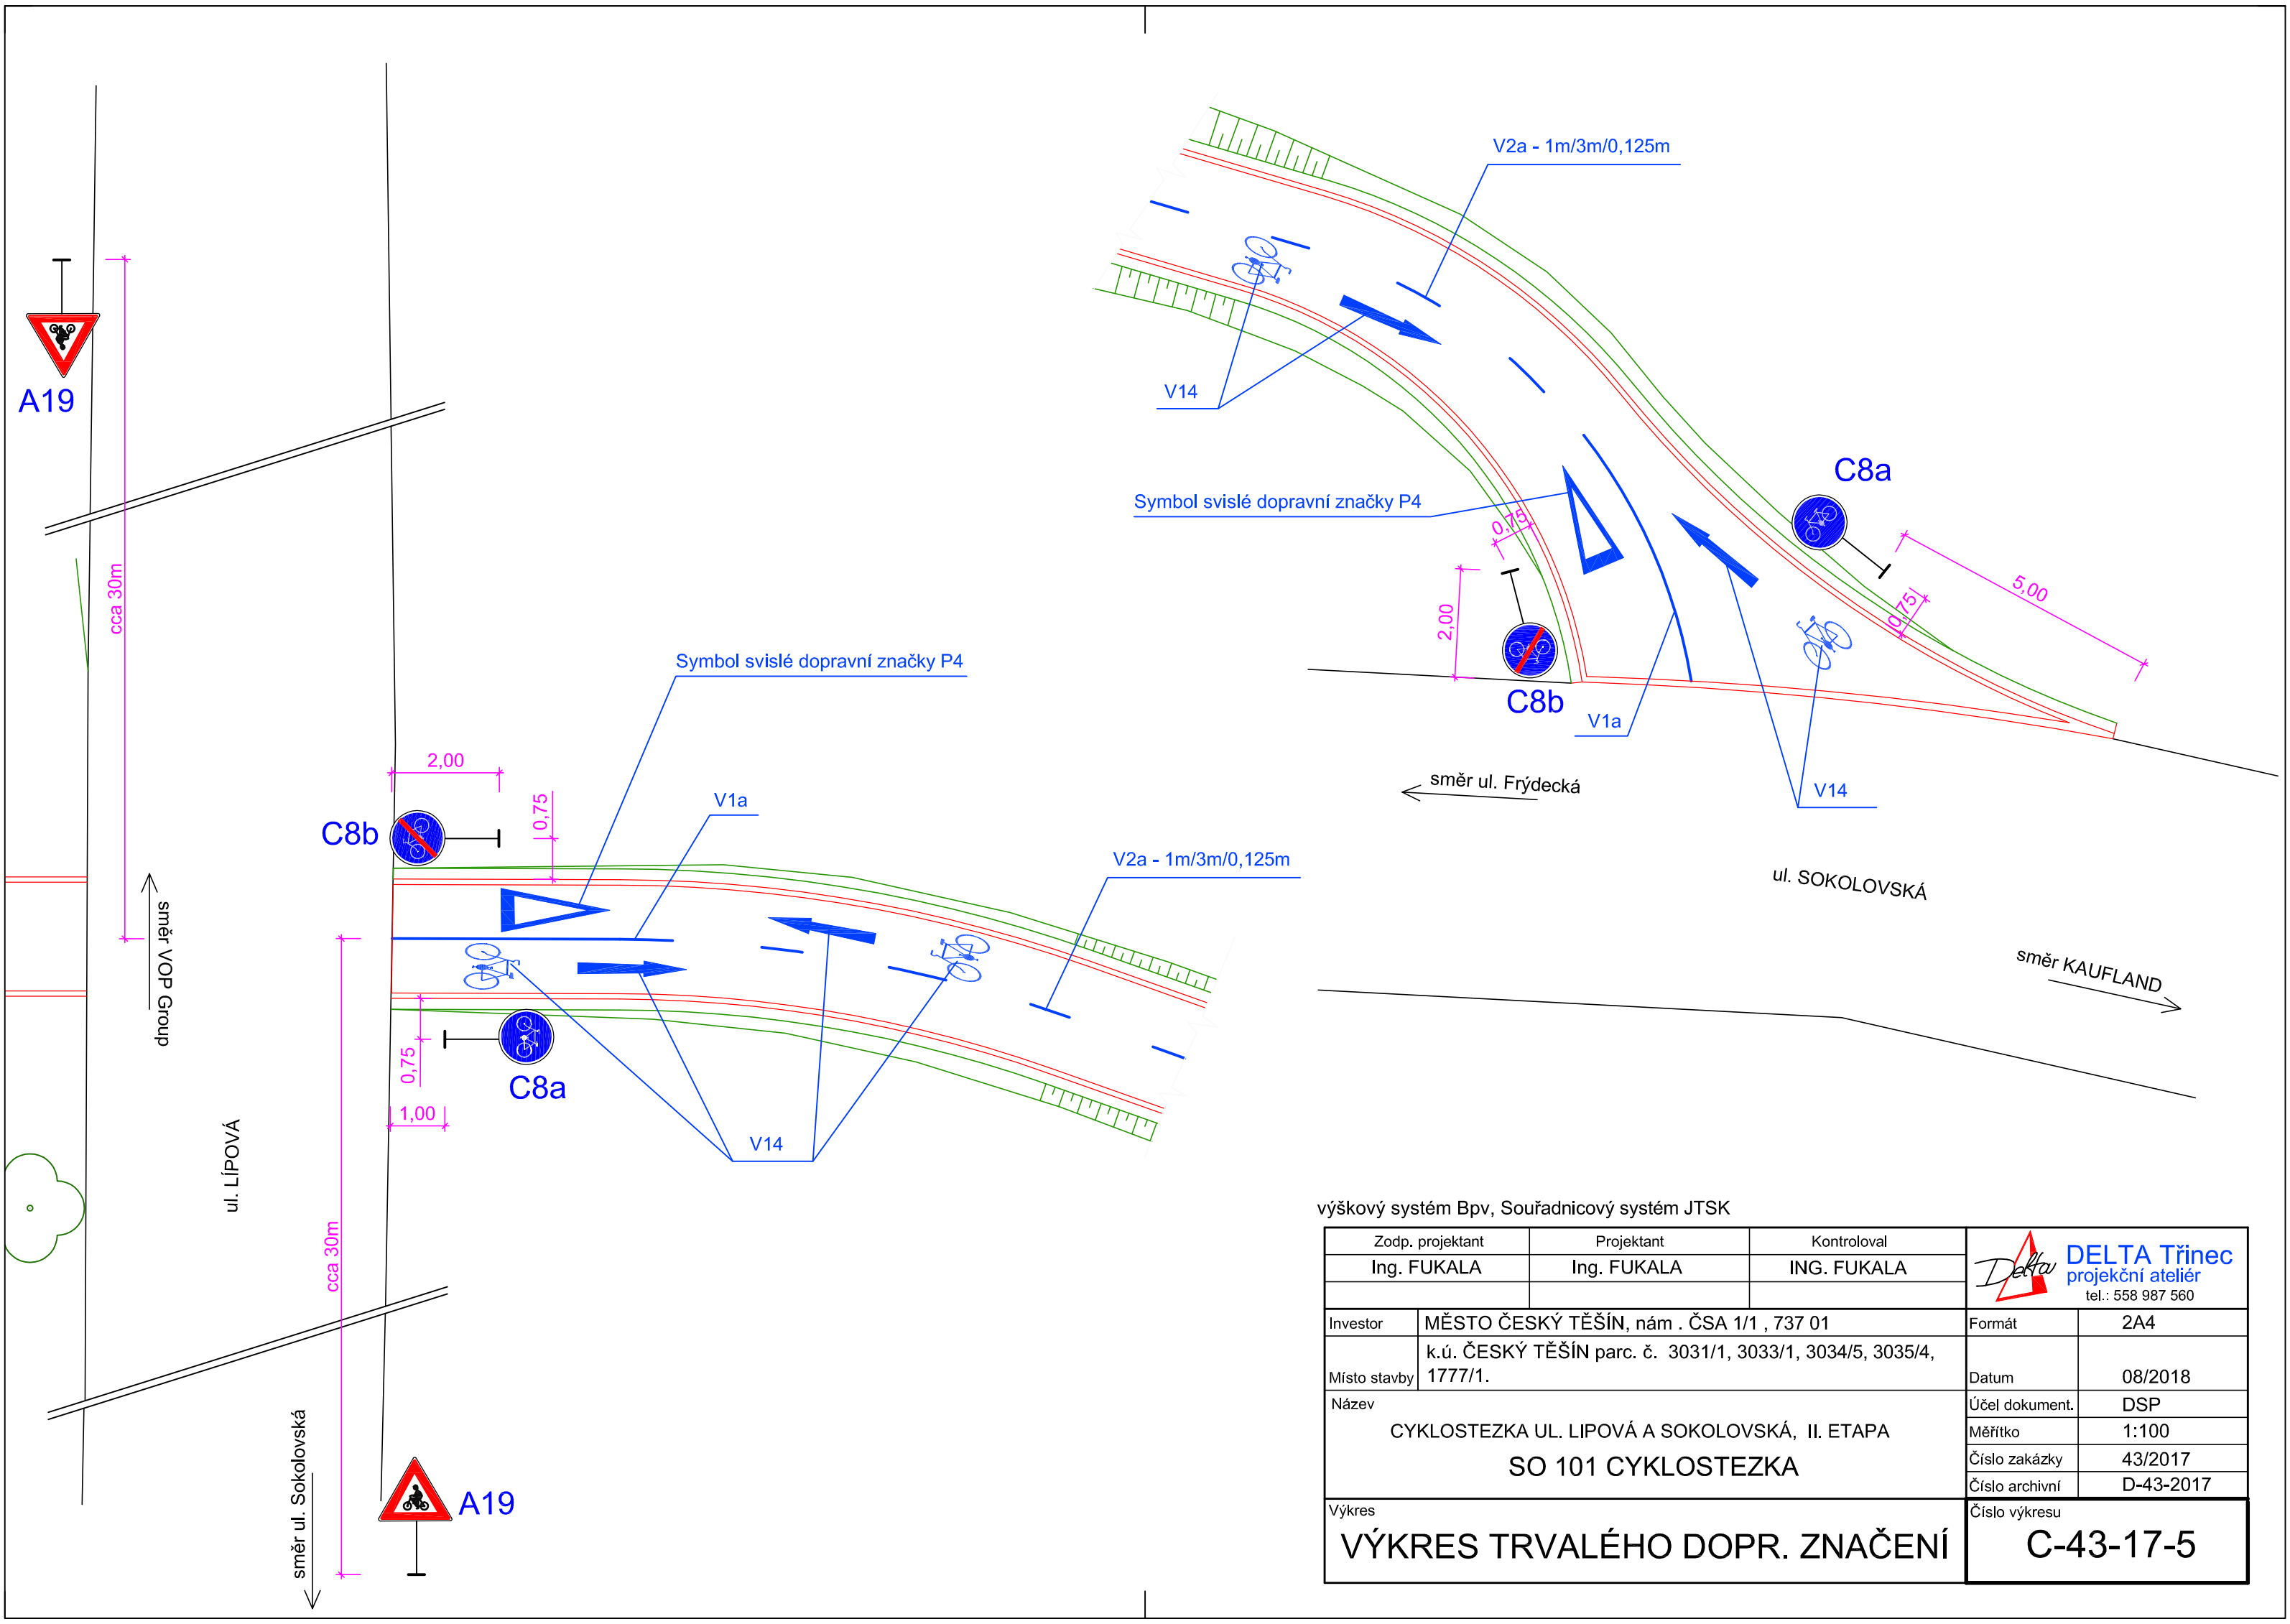 V2a - 1m/3m/0,125m
V14
Symbol svislé dopravní značky P4
0,75
2,00
C8b
C8a
5,00
0,75
V1a
V14
směr ul. Frýdecká
ul. SOKOLOVSKÁ
směr KAUFLAND
A19
cca 30m
Symbol svislé dopravní značky P4
2,00
0,75
V1a
C8b
V2a - 1m/3m/0,125m
směr VOP Group
0,75
C8a
1,00
V14
ul. LÍPOVÁ
cca 30m
směr ul. Sokolovská
A19
výškový systém Bpv, Souřadnicový systém JTSK
Zodp. projektant
Projektant
Kontroloval
Ing. FUKALA
Ing. FUKALA
ING. FUKALA
Delta
DELTA Třinec
projekční ateliér
tel.: 558 987 560
Investor
MĚSTO ČESKÝ TĚŠÍN, nám . ČSA 1/1 , 737 01
Formát
2A4
Místo stavby
k.ú. ČESKÝ TĚŠÍN parc. č. 3031/1, 3033/1, 3034/5, 3035/4,
1777/1.
Datum
08/2018
Název
CYKLOSTEZKA UL. LIPOVÁ A SOKOLOVSKÁ, II. ETAPA
SO 101 CYKLOSTEZKA
Účel dokument.
DSP
Měřítko
1:100
Číslo zakázky
43/2017
Číslo archivní
D-43-2017
Výkres
VÝKRES TRVALÉHO DOPR. ZNAČENÍ
Číslo výkresu
C-43-17-5